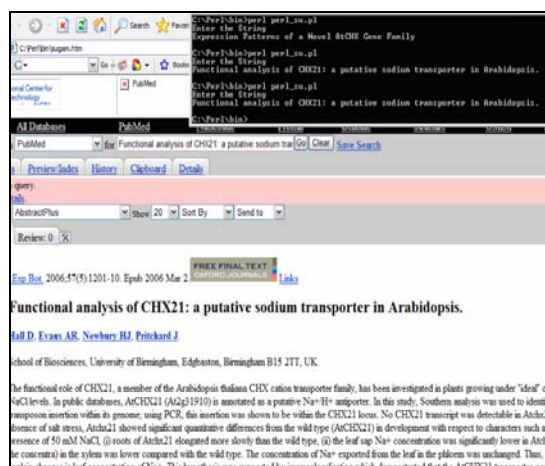 Search
Favor
C:\Perl\bin>perl perl_su.pl
Enter the String
Expression Patterns of a Novel AtCHX Gene Family
C:\Perl\bin>perl perl_su.pl
Enter the String
Functional analysis of CHX21: a putative sodium transporter in Arabidopsis.
C:\Perl\bin>perl perl_su.pl
Enter the String
Functional analysis of CHX21: a putative sodium transporter in Arabidopsis.
C:\Perl\bin>
C:\Perl\bin\pugam.htm
G
Go
Book
onal Center for
echnology
PubMed
All Databases
PubMed
PubMed
for
Functional analysis of CHX21: a putative sodium tran
Go
Clear
Save Search
Preview/Index
History
Clipboard
Details
query.
ails.
AbstractPlus
Show
20
Sort By
Send to
Review: 0
Exp Bot. 2006;57(5):1201-10. Epub 2006 Mar 2.
FREE FINAL TEXT
OXFORD JOURNALS
Links
Functional analysis of CHX21: a putative sodium transporter in Arabidopsis.
Hall D, Evans AR, Newbury HJ, Pritchard J.
School of Biosciences, University of Birmingham, Edgbaston, Birmingham B15 2TT, UK.
The functional role of CHX21, a member of the Arabidopsis thaliana CHX cation transporter family, has been investigated in plants growing under 'ideal'
NaCl levels. In public databases, AtCHX21 (At2g31910) is annotated as a putative Na+/H+ antiporter. In this study, Southern analysis was used to identi
ransposon insertion within its genome; using PCR, this insertion was shown to be within the CHX21 locus. No CHX21 transcript was detectable in Atchx2
bsence of salt stress, Atchx21 showed significant quantitative differences from the wild type (AtCHX21) in development with respect to characters such a
resence of 50 mM NaCl, (i) roots of Atchx21 elongated more slowly than the wild type, (ii) the leaf sap Na+ concentration was significantly lower in Atch
he concentra) in the xylem was lower compared with the wild type. The concentration of Na+ exported from the leaf in the phloem was unchanged. Thus,